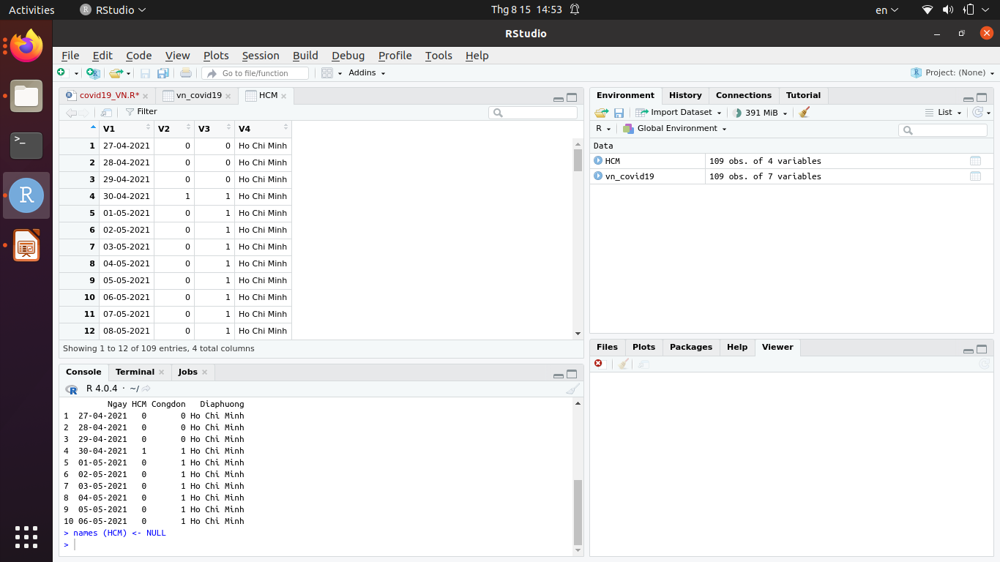 Activities RStudio Thg 8 15 14:53 en
RStudio
File Edit Code View Plots Session Build Debug Profile Tools Help
Go to file/function Addins Project: (None)
covid19_VN.R* vn_covid19 HCM
Filter
V1 V2 V3 V4
1 27-04-2021 0 0 Ho Chi Minh
2 28-04-2021 0 0 Ho Chi Minh
3 29-04-2021 0 0 Ho Chi Minh
4 30-04-2021 1 1 Ho Chi Minh
5 01-05-2021 0 1 Ho Chi Minh
6 02-05-2021 0 1 Ho Chi Minh
7 03-05-2021 0 1 Ho Chi Minh
8 04-05-2021 0 1 Ho Chi Minh
9 05-05-2021 0 1 Ho Chi Minh
10 06-05-2021 0 1 Ho Chi Minh
11 07-05-2021 0 1 Ho Chi Minh
12 08-05-2021 0 1 Ho Chi Minh
Showing 1 to 12 of 109 entries, 4 total columns
Console Terminal Jobs
R 4.0.4 · ~/
Ngay HCM Congdon Diaphuong
1 27-04-2021 0 0 Ho Chi Minh
2 28-04-2021 0 0 Ho Chi Minh
3 29-04-2021 0 0 Ho Chi Minh
4 30-04-2021 1 1 Ho Chi Minh
5 01-05-2021 0 1 Ho Chi Minh
6 02-05-2021 0 1 Ho Chi Minh
7 03-05-2021 0 1 Ho Chi Minh
8 04-05-2021 0 1 Ho Chi Minh
9 05-05-2021 0 1 Ho Chi Minh
10 06-05-2021 0 1 Ho Chi Minh
> names (HCM) <- NULL
>
Environment History Connections Tutorial
Import Dataset 391 MiB List
R Global Environment
Data
HCM 109 obs. of 4 variables
vn_covid19 109 obs. of 7 variables
Files Plots Packages Help Viewer